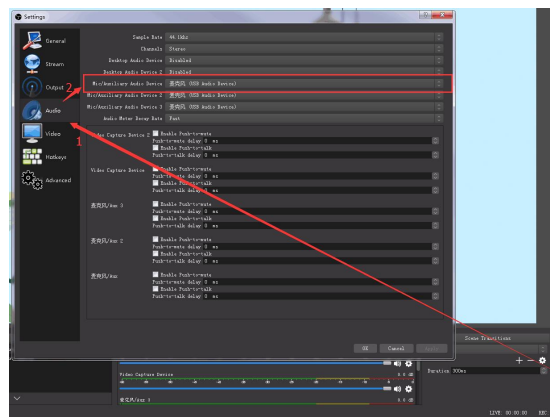 Settings
General
Stream
Output
Audio
Video
Hotkeys
Advanced
2
1
Sample Rate 44.1khz
Channels Stereo
Desktop Audio Device Disabled
Desktop Audio Device 2 Disabled
Mic/Auxiliary Audio Device 麦克风 (USB Audio Device)
Mic/Auxiliary Audio Device 2 麦克风 (USB Audio Device)
Mic/Auxiliary Audio Device 3 麦克风 (USB Audio Device)
Audio Meter Decay Rate Fast
Video Capture Device 2 Enable Push-to-mute
Push-to-mute delay 0 ms
Enable Push-to-talk
Push-to-talk delay 0 ms
Video Capture Device Enable Push-to-mute
Push-to-mute delay 0 ms
Enable Push-to-talk
Push-to-talk delay 0 ms
麦克风/Aux 3 Enable Push-to-mute
Push-to-mute delay 0 ms
Enable Push-to-talk
Push-to-talk delay 0 ms
麦克风/Aux 2 Enable Push-to-mute
Push-to-mute delay 0 ms
Enable Push-to-talk
Push-to-talk delay 0 ms
麦克风/Aux Enable Push-to-mute
Push-to-mute delay 0 ms
Enable Push-to-talk
Push-to-talk delay 0 ms
OK Cancel Apply
Scene Transitions
Duration 300ms
Video Capture Device 0.0 dB
麦克风/Aux 3 0.0 dB
LIVE: 00:00:00 REC